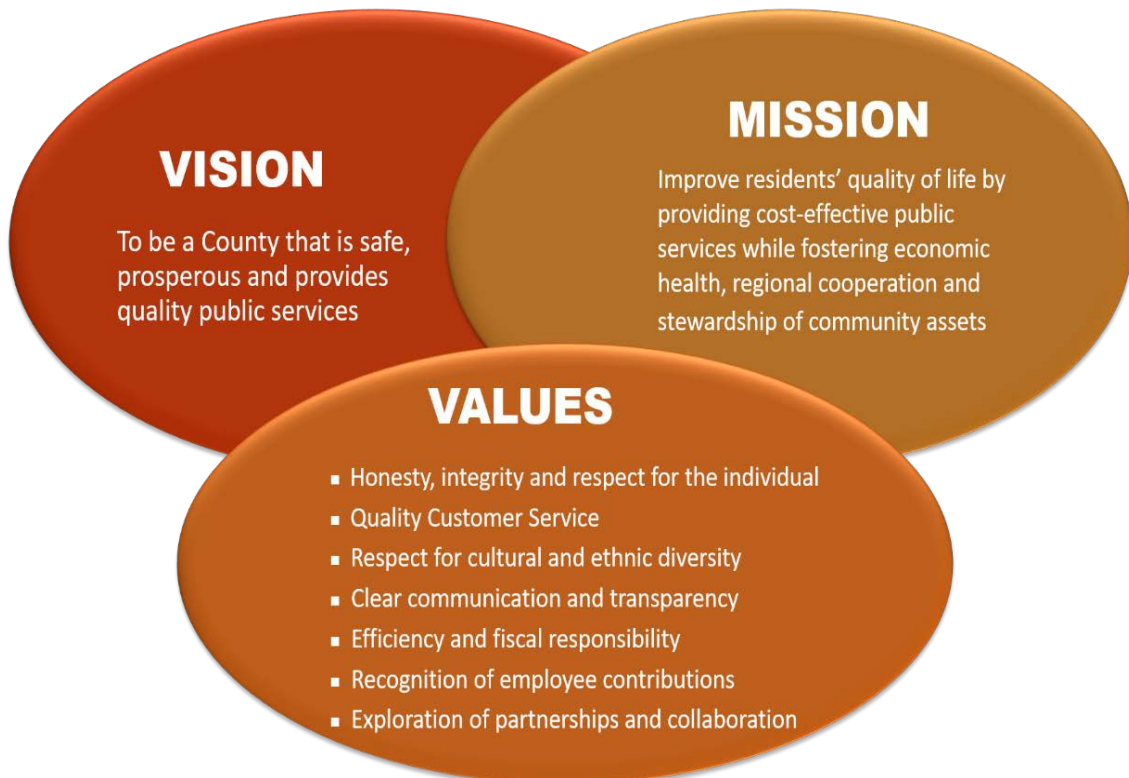 VISION
To be a County that is safe,
prosperous and provides
quality public services
MISSION
Improve residents’ quality of life by
providing cost-effective public
services while fostering economic
health, regional cooperation and
stewardship of community assets
VALUES
▪ Honesty, integrity and respect for the individual
▪ Quality Customer Service
▪ Respect for cultural and ethnic diversity
▪ Clear communication and transparency
▪ Efficiency and fiscal responsibility
▪ Recognition of employee contributions
▪ Exploration of partnerships and collaboration